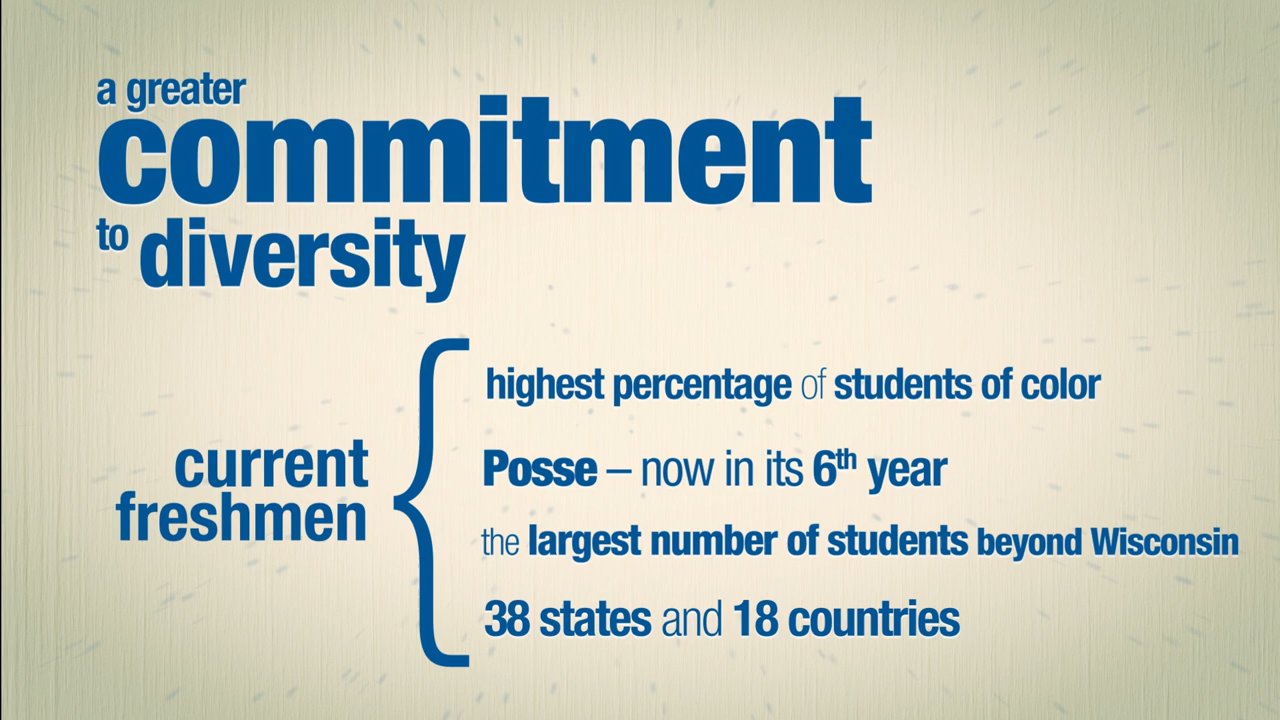 a greater
commitment
to diversity
current
freshmen
highest percentage of students of color
Posse – now in its 6th year
the largest number of students beyond Wisconsin
38 states and 18 countries